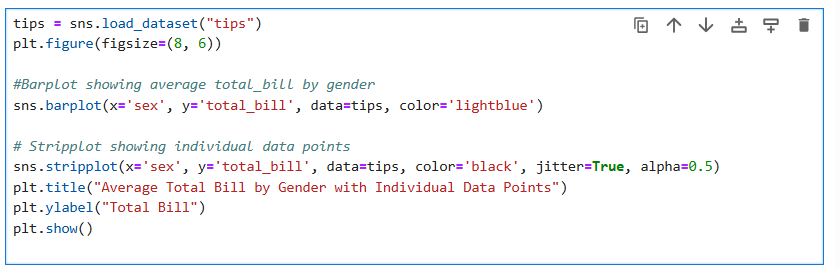 tips = sns.load_dataset("tips")
plt.figure(figsize=(8, 6))
#Barplot showing average total_bill by gender
sns.barplot(x='sex', y='total_bill', data=tips, color='lightblue')
# Stripplot showing individual data points
sns.stripplot(x='sex', y='total_bill', data=tips, color='black', jitter=True, alpha=0.5)
plt.title("Average Total Bill by Gender with Individual Data Points")
plt.ylabel("Total Bill")
plt.show()